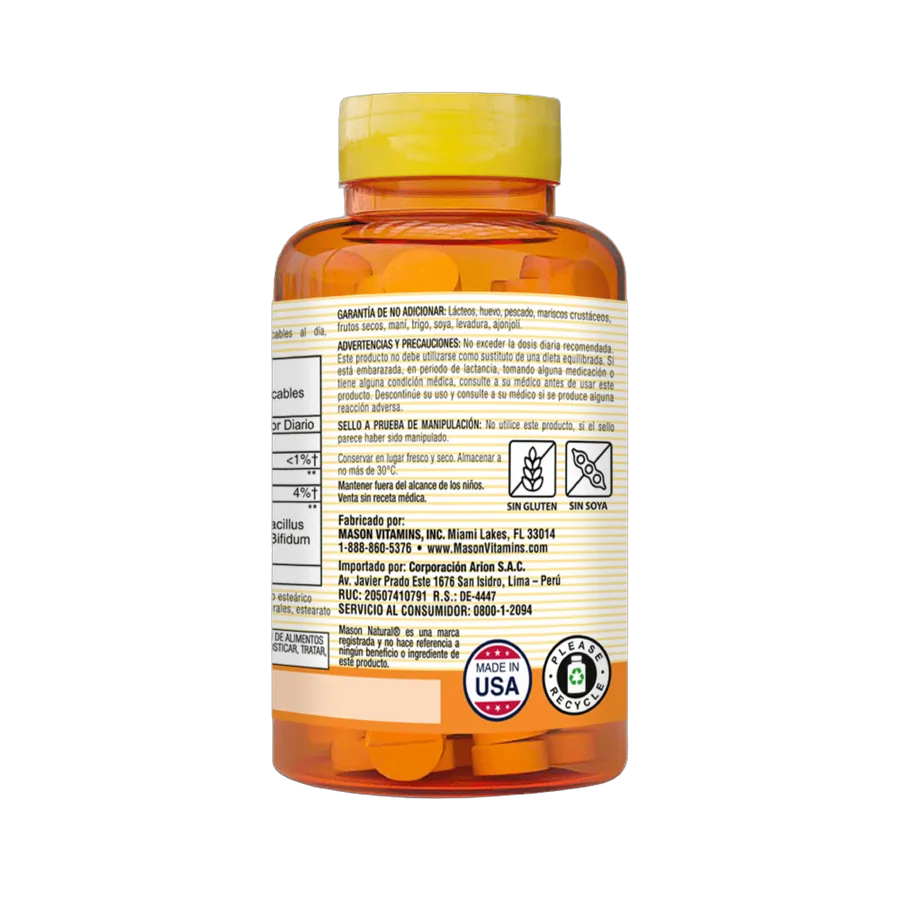 cables al día,
cables
or Diario
<1%†
**
4%†
**
acillus
Bifidum
o esteárico
rales, estearato
DE ALIMENTOS
STICAR, TRATAR,
GARANTÍA DE NO ADICIONAR: Lácteos, huevo, pescado, mariscos crustáceos,
frutos secos, maní, trigo, soya, levadura, ajonjolí.
ADVERTENCIAS Y PRECAUCIONES: No exceder la dosis diaria recomendada.
Este producto no debe utilizarse como sustituto de una dieta equilibrada. Si
está embarazada, en periodo de lactancia, tomando alguna medicación o
tiene alguna condición médica, consulte a su médico antes de usar este
producto. Descontinúe su uso y consulte a su médico si se produce alguna
reacción adversa.
SELLO A PRUEBA DE MANIPULACIÓN: No utilice este producto, si el sello
parece haber sido manipulado.
Conservar en lugar fresco y seco. Almacenar a
no más de 30°C.
Mantener fuera del alcance de los niños.
Venta sin receta médica.
SIN GLUTEN
SIN SOYA
Fabricado por:
MASON VITAMINS, INC. Miami Lakes, FL 33014
1-888-860-5376 • www.MasonVitamins.com
Importado por: Corporación Arion S.A.C.
Av. Javier Prado Este 1676 San Isidro, Lima – Perú
RUC: 20507410791 R.S.: DE-4447
SERVICIO AL CONSUMIDOR: 0800-1-2094
Mason Natural® es una marca
registrada y no hace referencia a
ningún beneficio o ingrediente de
este producto.
MADE IN
USA
PLEASE
RECYCLE